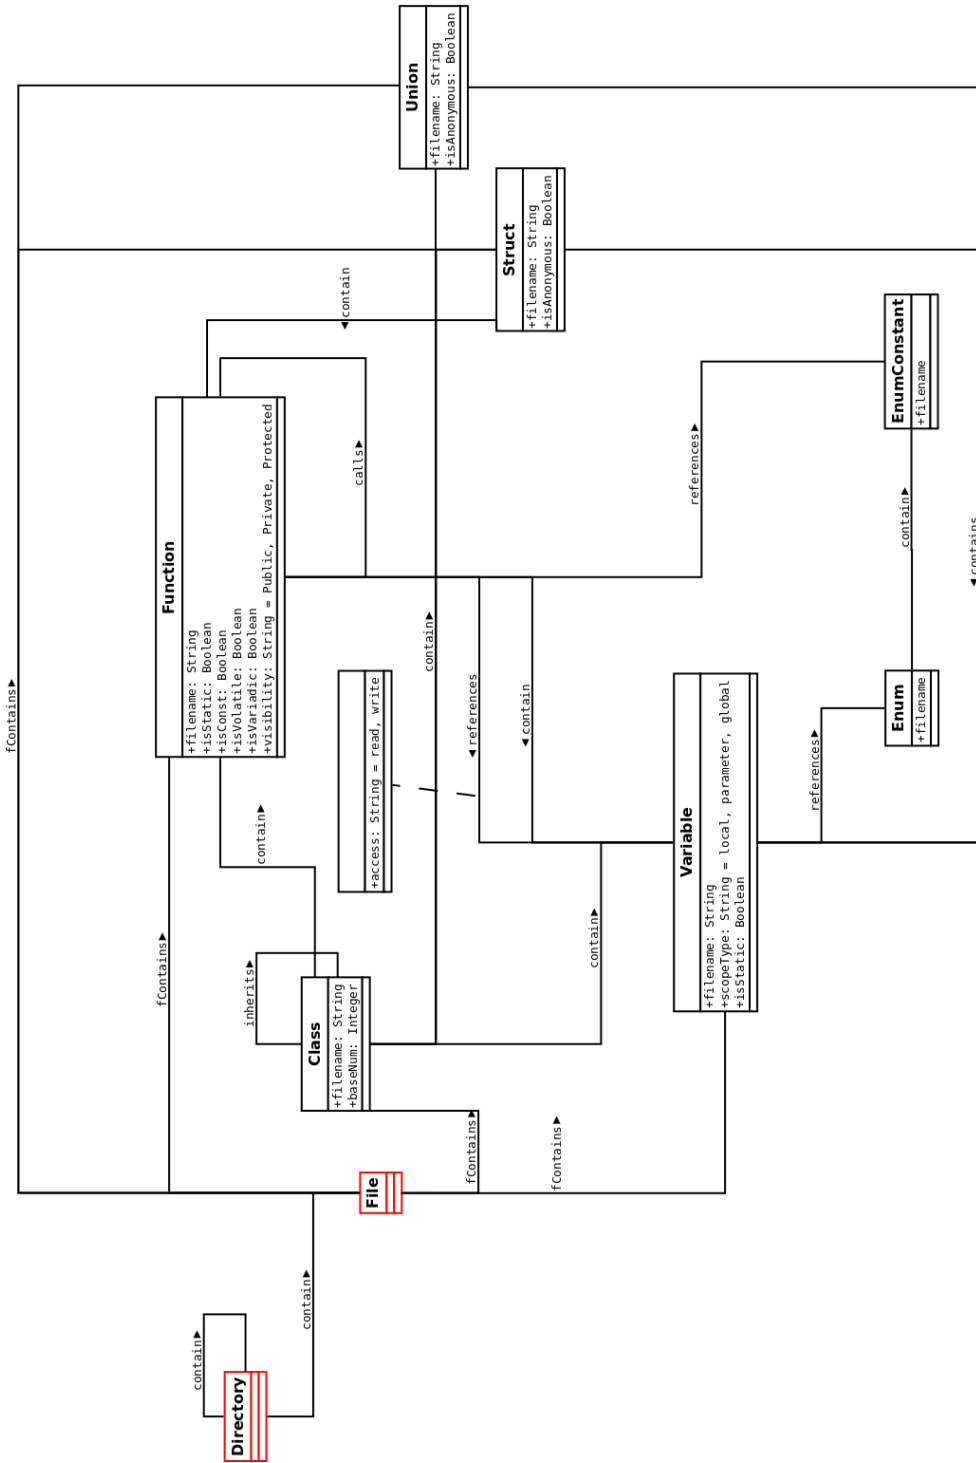 Union
+filename: String
+isAnonymous: Boolean
Struct
+filename: String
+isAnonymous: Boolean
◀contain
EnumConstant
+filename
Function
+filename: String
+isStatic: Boolean
+isConst: Boolean
+isVolatile: Boolean
+isVariadic: Boolean
+visibility: String = Public, Private, Protected
calls▶
references▶
contain▶
◀contains
fContains▶
contain▶
◀references
◀contain
+access: String = read, write
Enum
+filename
references▶
Variable
+filename: String
+scopeType: String = local, parameter, global
+isStatic: Boolean
contain▶
contain▶
fContains▶
inherits▶
Class
+filename: String
+baseNum: Integer
fContains▶
fContains▶
File
contain▶
contain▶
Directory